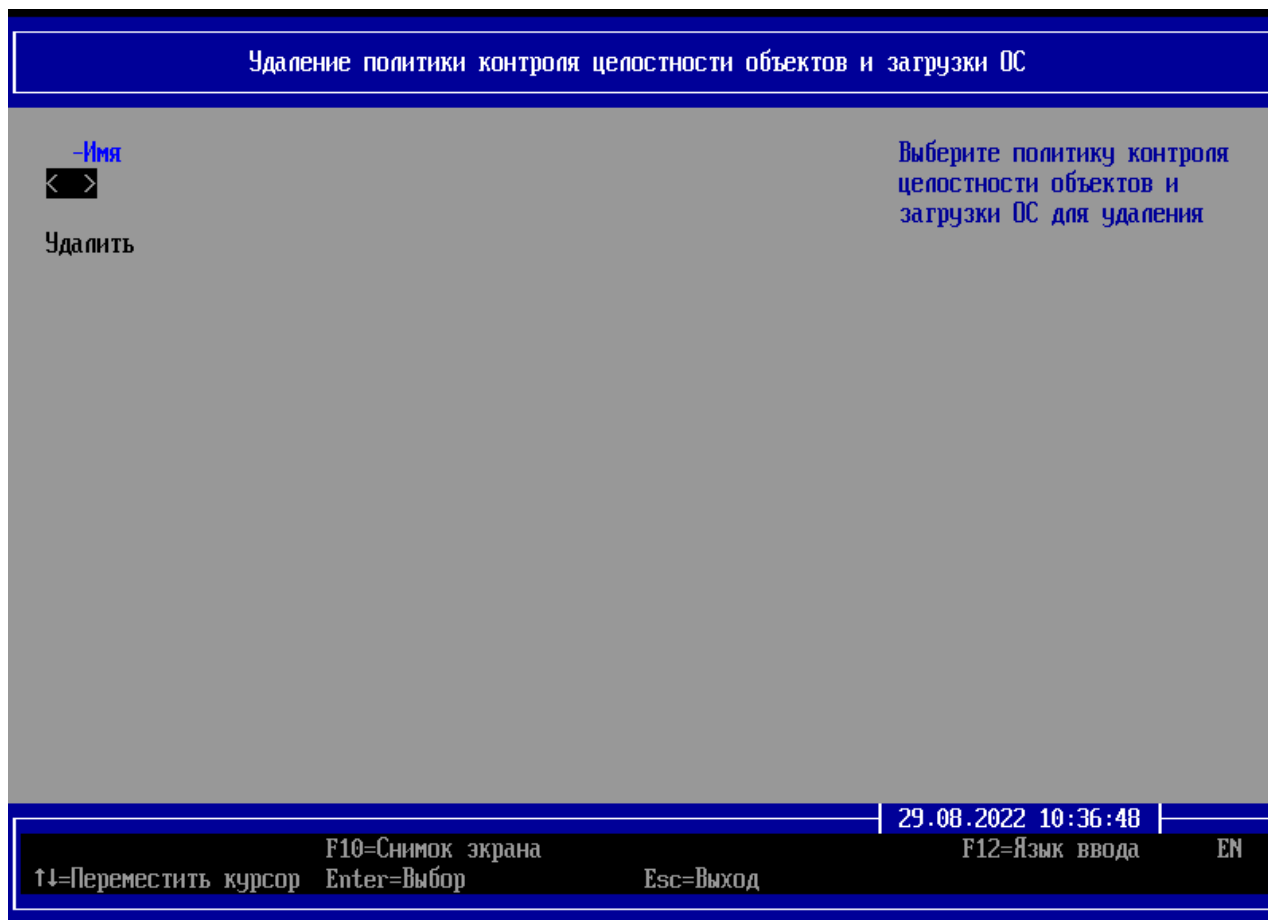 Удаление политики контроля целостности объектов и загрузки ОС
-Имя
< >
Удалить
Выберите политику контроля
целостности объектов и
загрузки ОС для удаления
29.08.2022 10:36:48
F10=Снимок экрана F12=Язык ввода EN
↑↓=Переместить курсор Enter=Выбор Esc=Выход